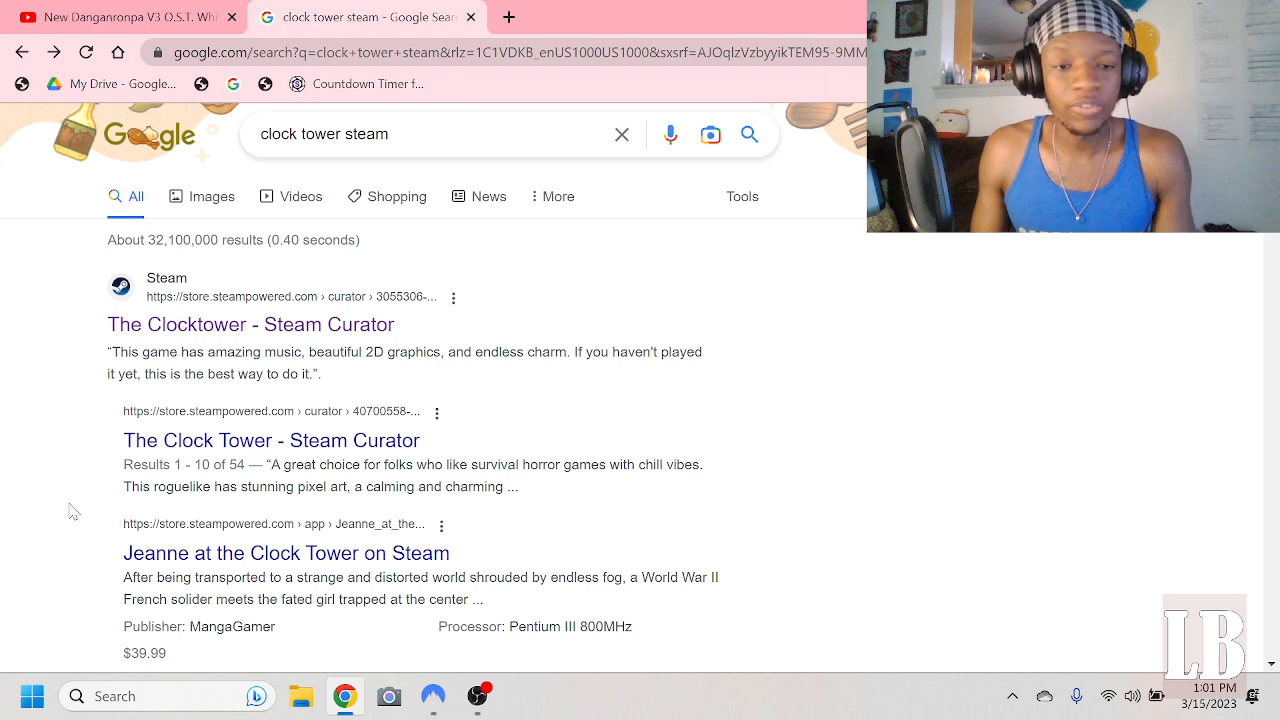 New Danganronpa V3 O.S.T.
clock tower steam - Google Sear
google.com/search?q=clock+tower+steam&rlz=1C1VDKB_enUS1000US1000&sxsrf=AJOqlzVzbyyikTEMD5-9MM
My Drive - Google...
Countdown Timer f...
Google
clock tower steam
All
Images
Videos
Shopping
News
More
Tools
About 32,100,000 results (0.40 seconds)
Steam
https://store.steampowered.com › curator › 3055306-...
The Clocktower - Steam Curator
“This game has amazing music, beautiful 2D graphics, and endless charm. If you haven't played
it yet, this is the best way to do it.”.
https://store.steampowered.com › curator › 40700558-...
The Clock Tower - Steam Curator
Results 1 - 10 of 54 — “A great choice for folks who like survival horror games with chill vibes.
This roguelike has stunning pixel art, a calming and charming ...
https://store.steampowered.com › app › Jeanne_at_the...
Jeanne at the Clock Tower on Steam
After being transported to a strange and distorted world shrouded by endless fog, a World War II
French solider meets the fated girl trapped at the center ...
Publisher: MangaGamer
Processor: Pentium III 800MHz
$39.99
LB
Search
1:01 PM
3/15/2023